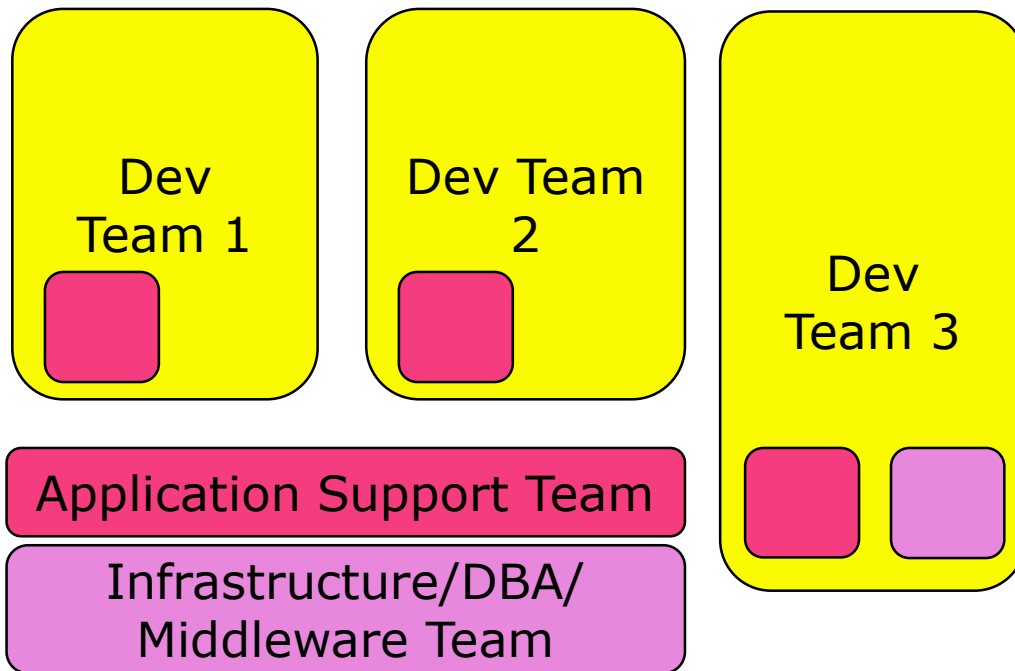 Dev
Team 1
Dev Team
2
Dev
Team 3
Application Support Team
Infrastructure/DBA/
Middleware Team